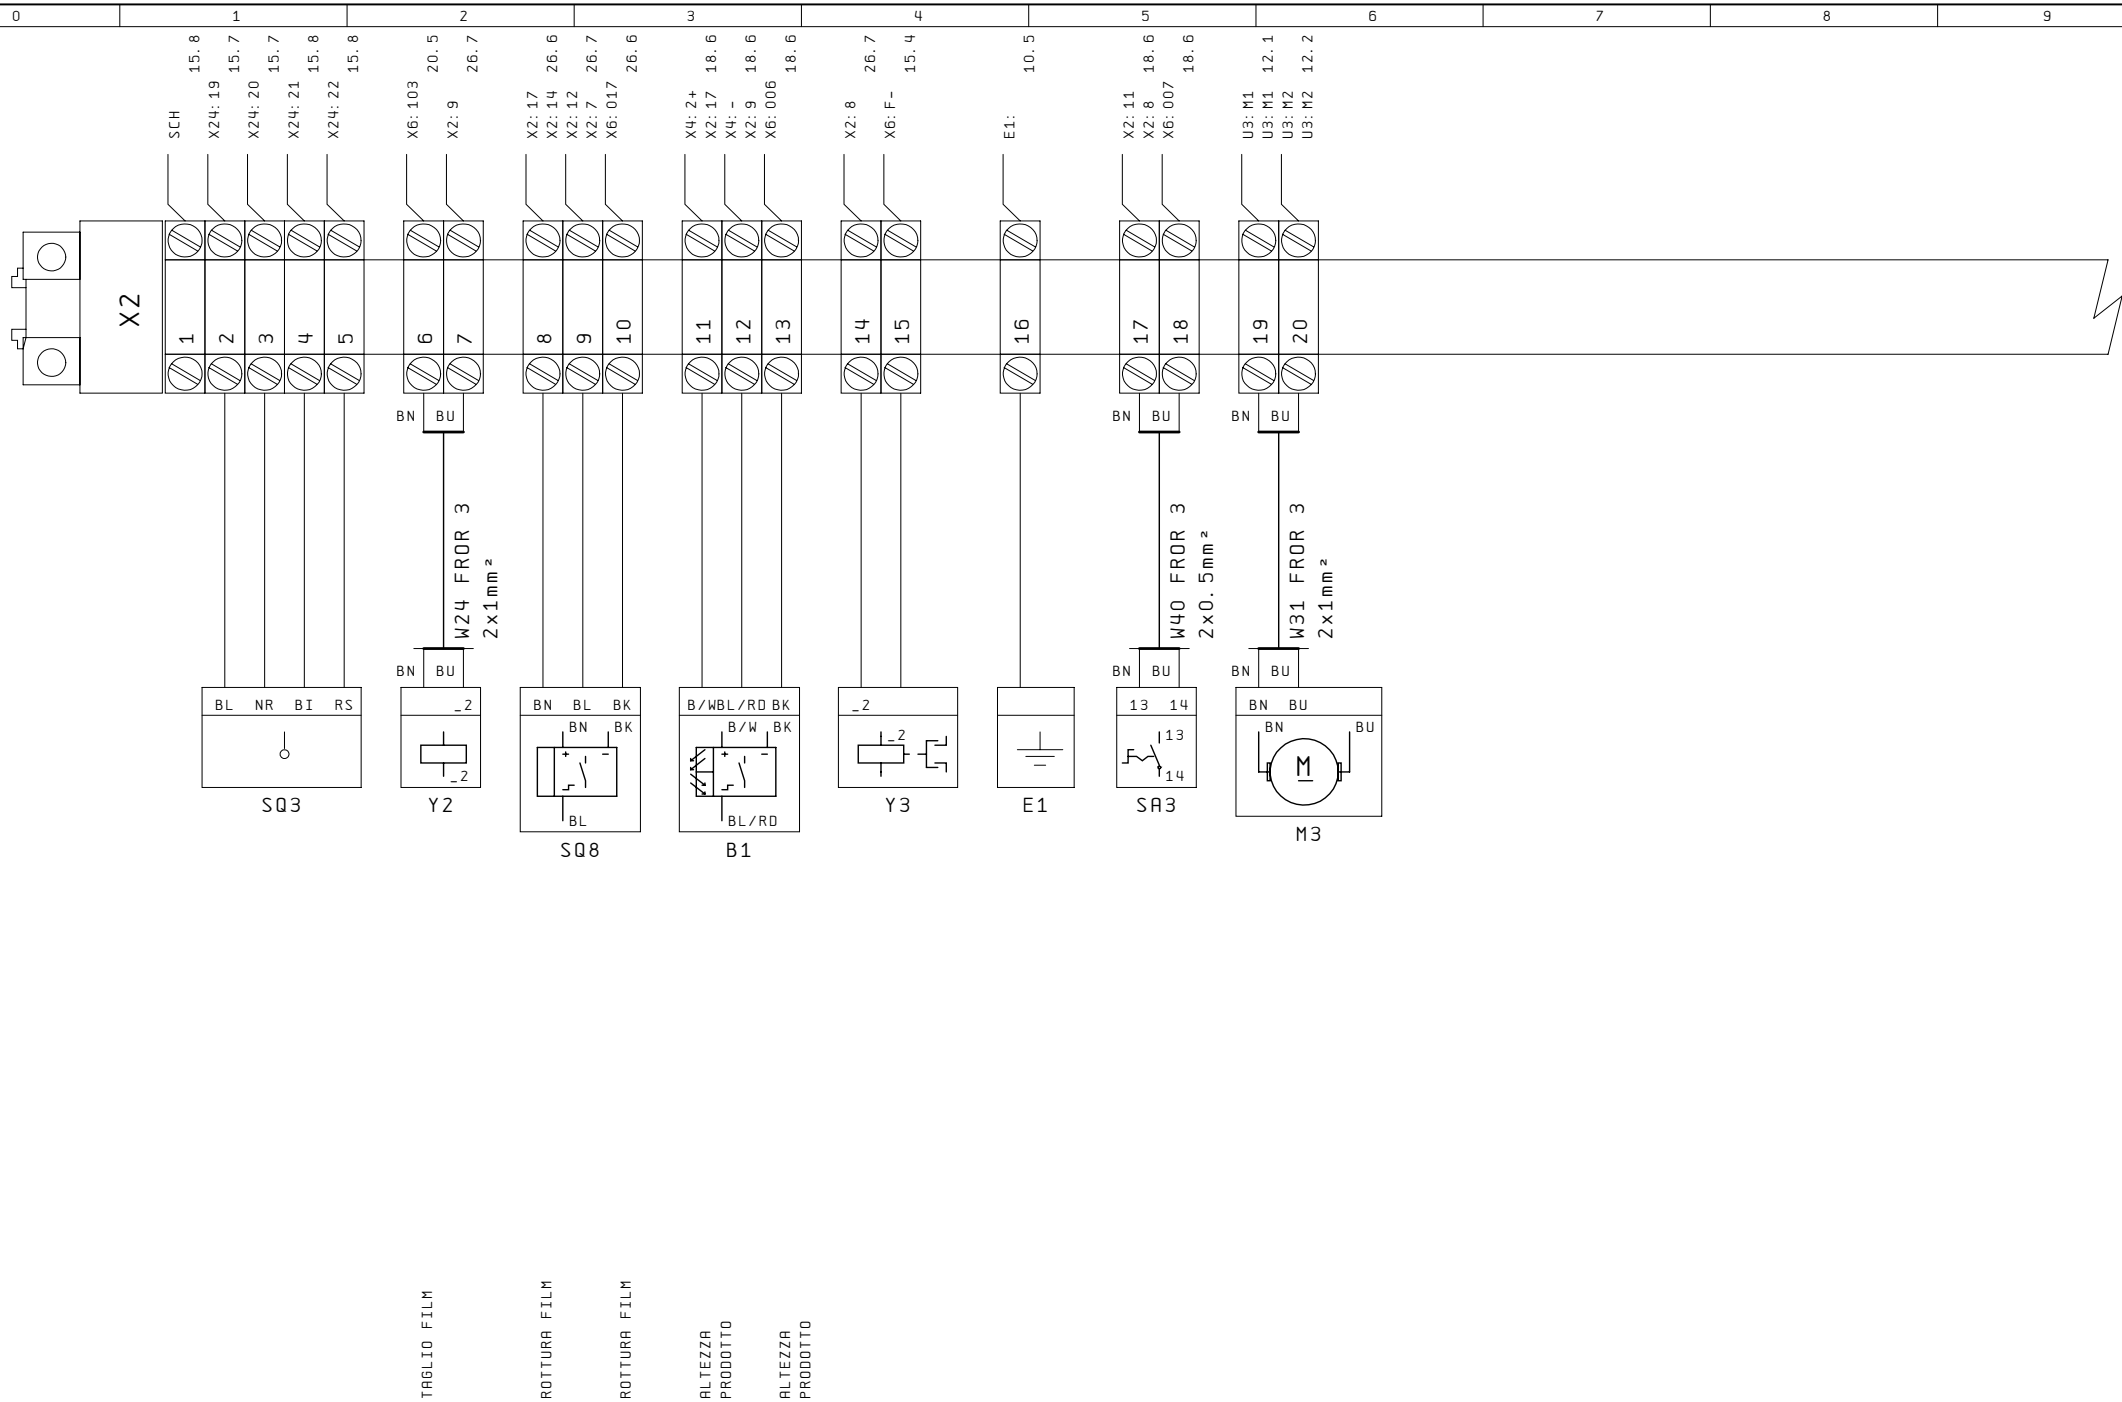 0 1 2 3 4 5 6 7 8 9
SCH 15.8
X24:19 15.7
X24:20 15.7
X24:21 15.8
X24:22 15.8
X6:103 20.5
X2:9 26.7
X2:17 26.6
X2:14
X2:12 26.7
X2:7
X6:017 26.6
X4:2+ 18.6
X2:17
X4:- 18.6
X2:9
X6:006 18.6
X2:8 26.7
X6:F- 15.4
E1: 10.5
X2:11 18.6
X2:8
X6:007 18.6
U3:M1 12.1
U3:M1
U3:M2 12.2
U3:M2
X2
1 2 3 4 5 6 7 8 9 10 11 12 13 14 15 16 17 18 19 20
BN BU BN BU BN BU
W24 FROR 3
2x1mm²
W40 FROR 3
2x0.5mm²
W31 FROR 3
2x1mm²
BN BU BN BU BN BU
BL NR BI RS _2 BN BL BK B/W BL/RD BK _2 13 14 BN BU
BN BK B/W BK _2 13 BN BU
+ - + -
M
_2 14
BL BL/RD
SQ3 Y2 Y3 E1 SA3
M3
SQ8 B1
TAGLIO FILM
ROTTURA FILM
ROTTURA FILM
ALTEZZA
PRODOTTO
ALTEZZA
PRODOTTO